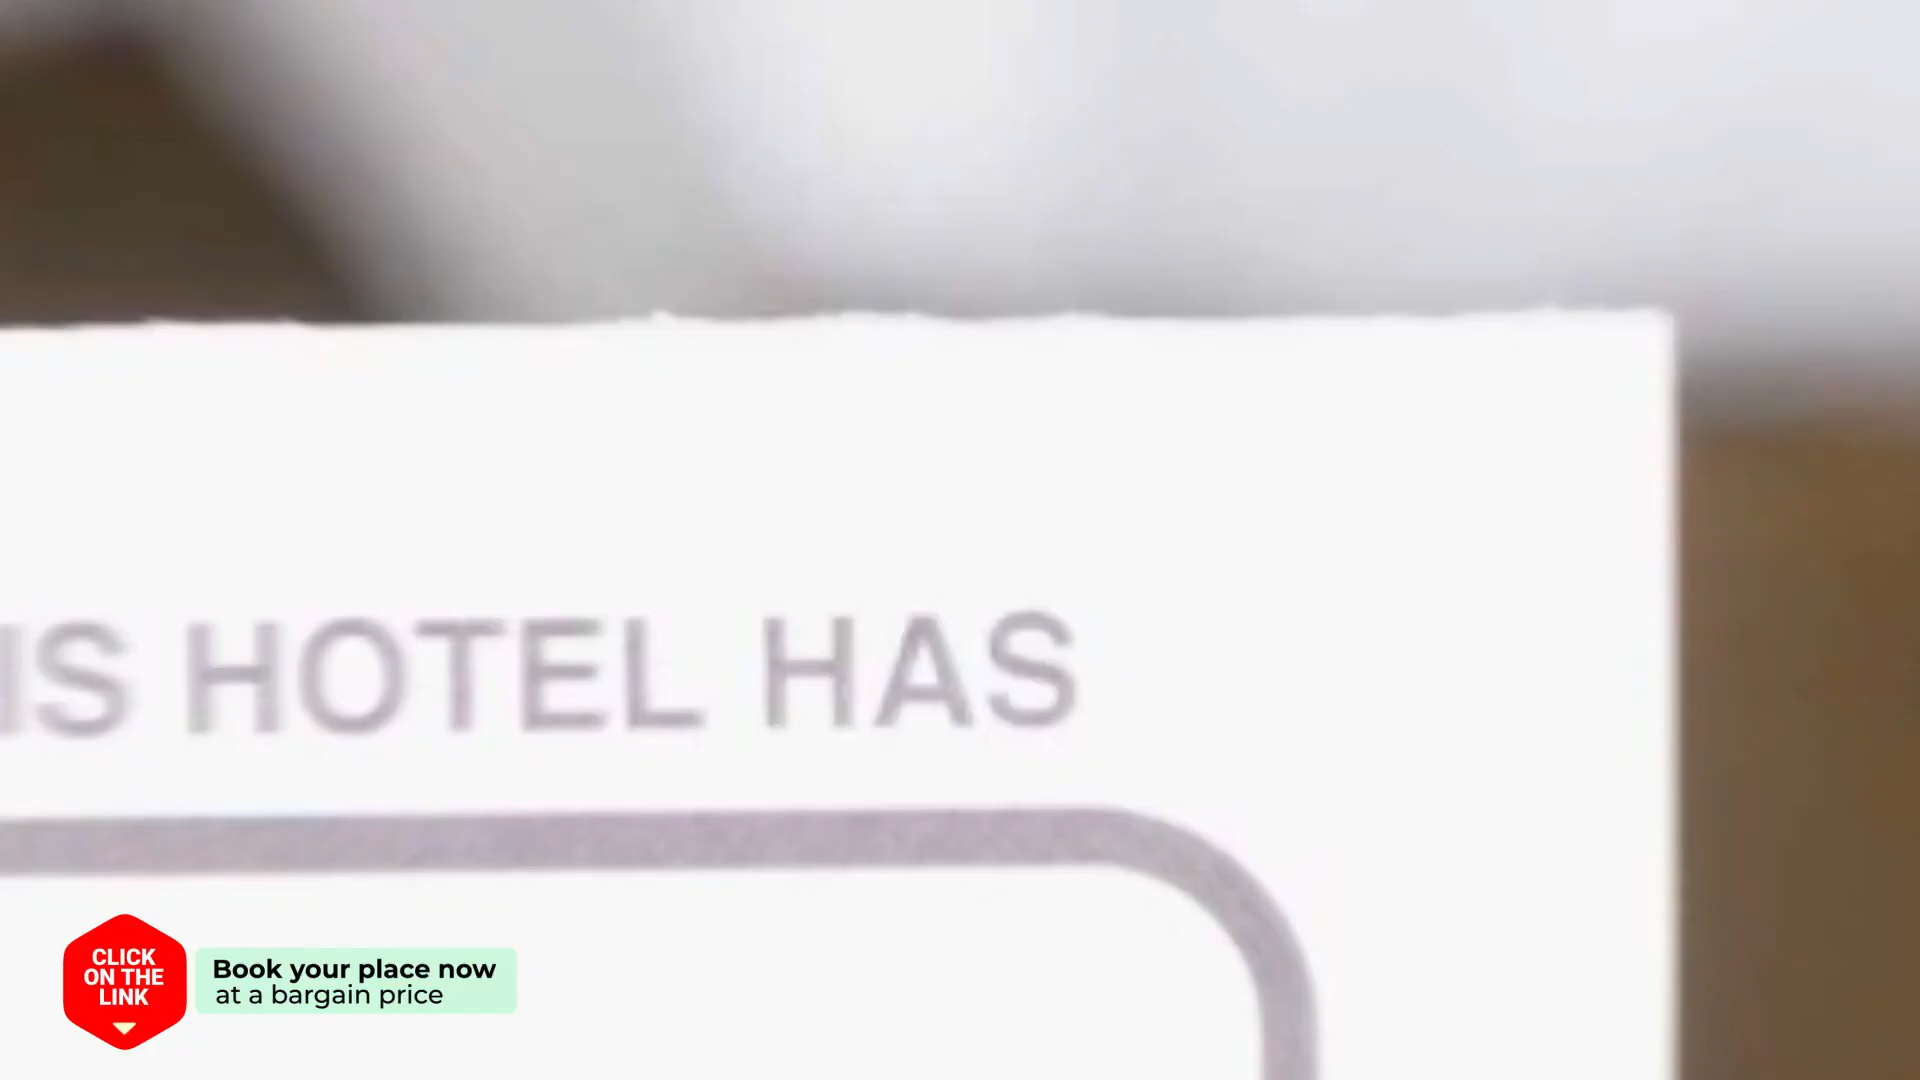 IS HOTEL HAS
CLICK
ON THE
LINK
Book your place now
at a bargain price